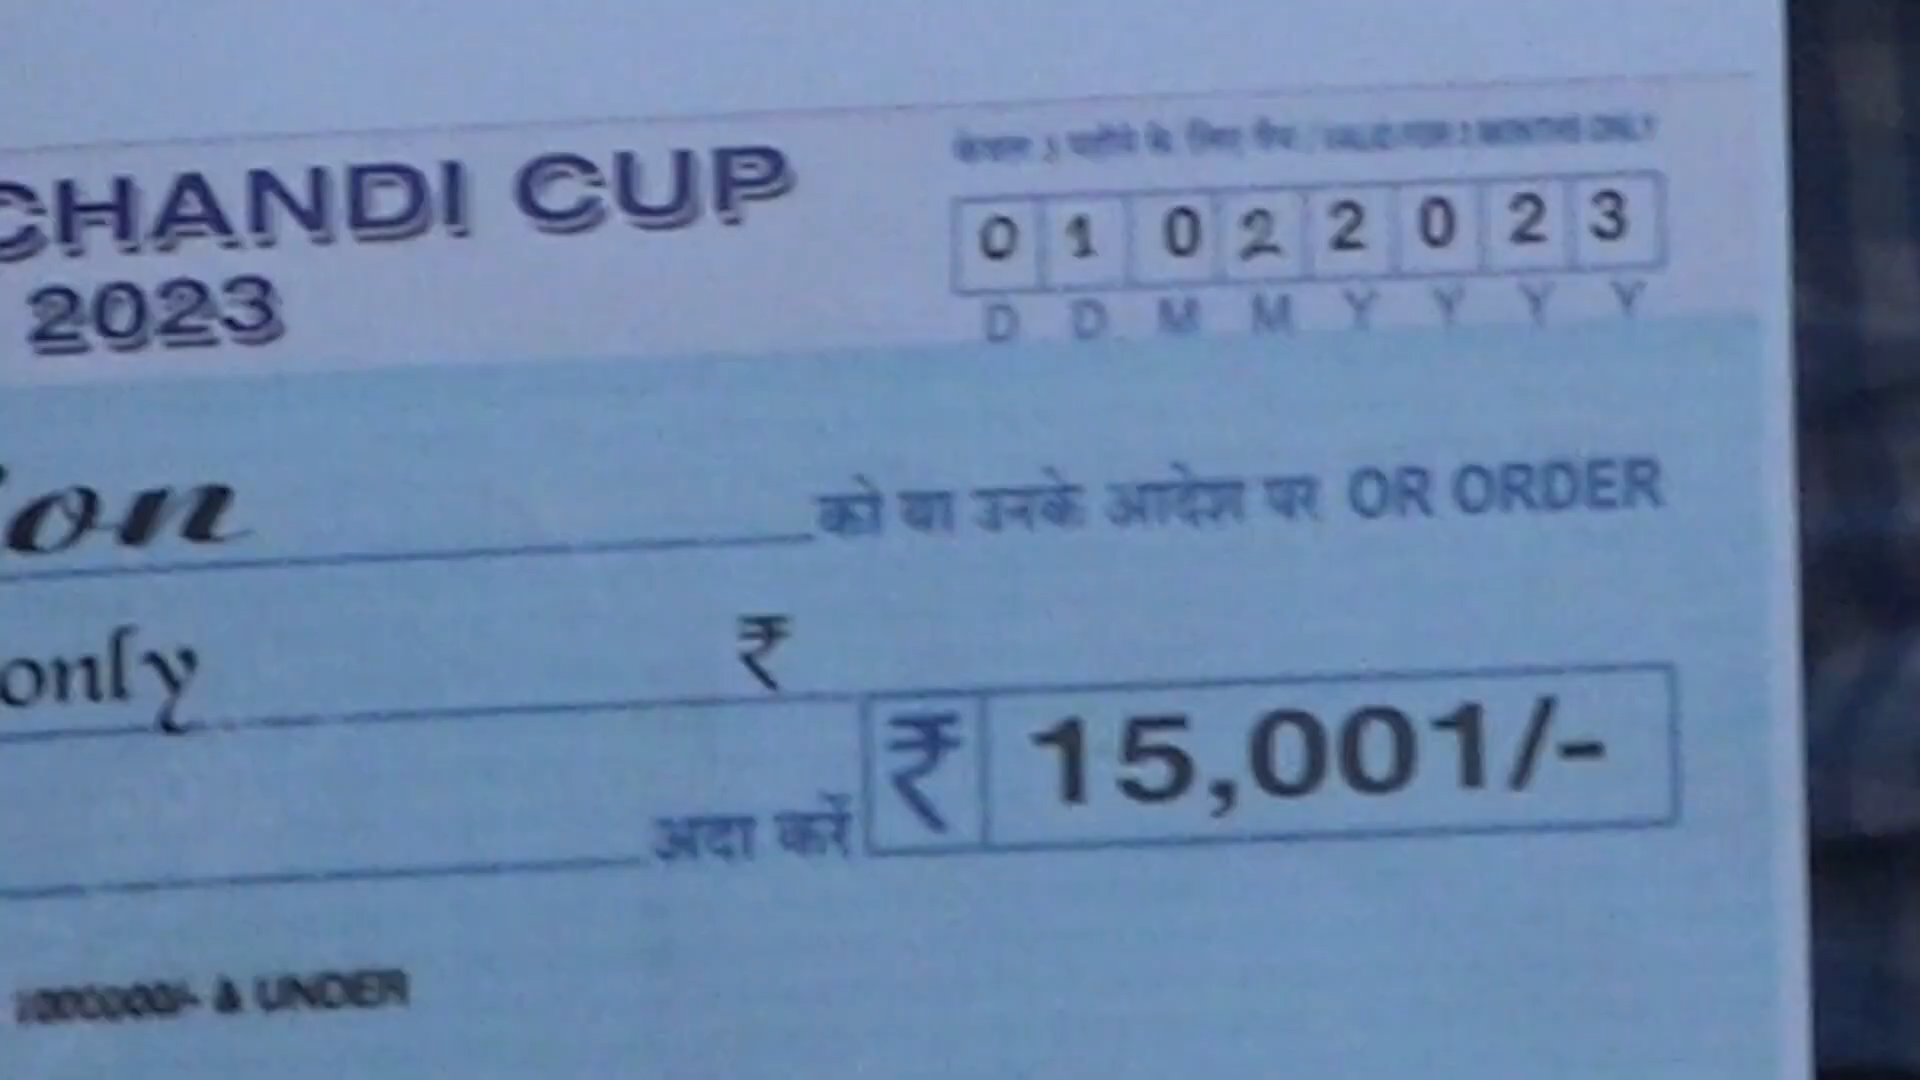 CHANDI CUP
2023
केवल 3 महीने के लिए वैध / VALID FOR 3 MONTHS ONLY
0 1 0 2 2 0 2 3
D D M M Y Y Y Y
on
को या उनके आदेश पर OR ORDER
only ₹
अदा करें ₹ 15,001/-
& UNDER